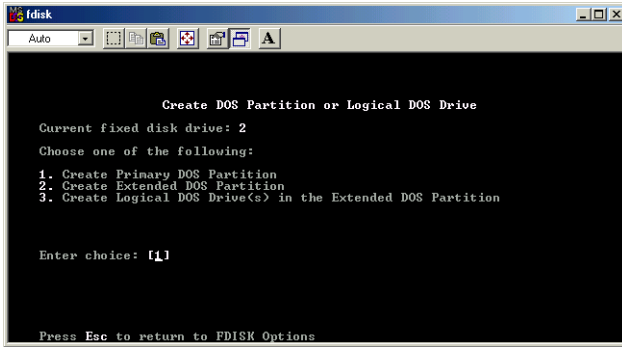 fdisk
Auto
A
Create DOS Partition or Logical DOS Drive
Current fixed disk drive: 2
Choose one of the following:
1. Create Primary DOS Partition
2. Create Extended DOS Partition
3. Create Logical DOS Drive(s) in the Extended DOS Partition
Enter choice: [1]
Press Esc to return to FDISK Options